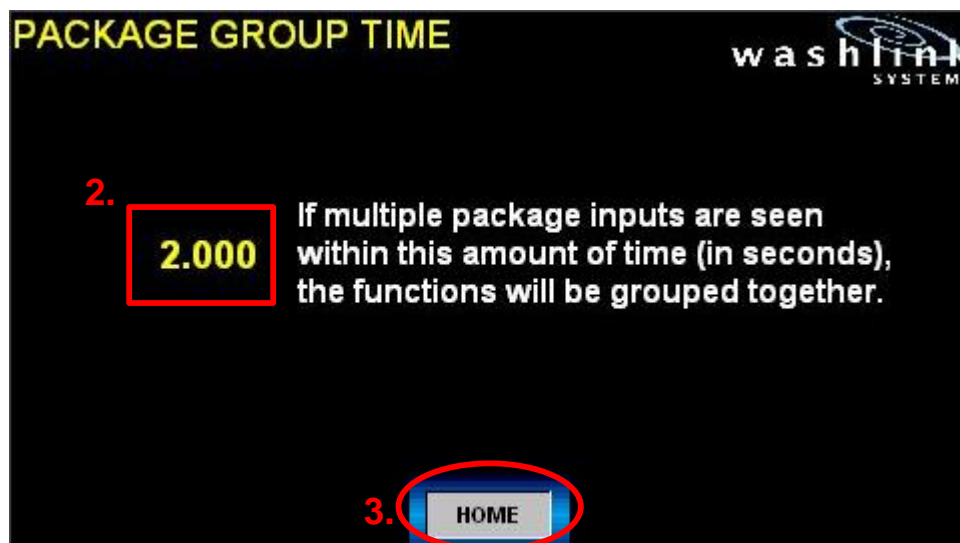 PACKAGE GROUP TIME
washlink
SYSTEM
2.
2.000
If multiple package inputs are seen
within this amount of time (in seconds),
the functions will be grouped together.
3.
HOME